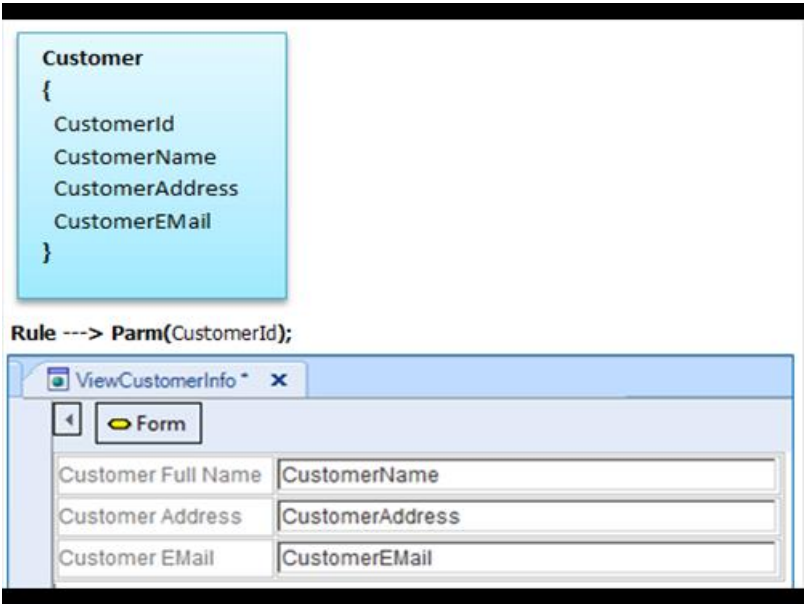 Customer
{
CustomerId
CustomerName
CustomerAddress
CustomerEMail
}
Rule ---> Parm(CustomerId);
ViewCustomerInfo * x
Form
Customer Full Name CustomerName
Customer Address CustomerAddress
Customer EMail CustomerEMail